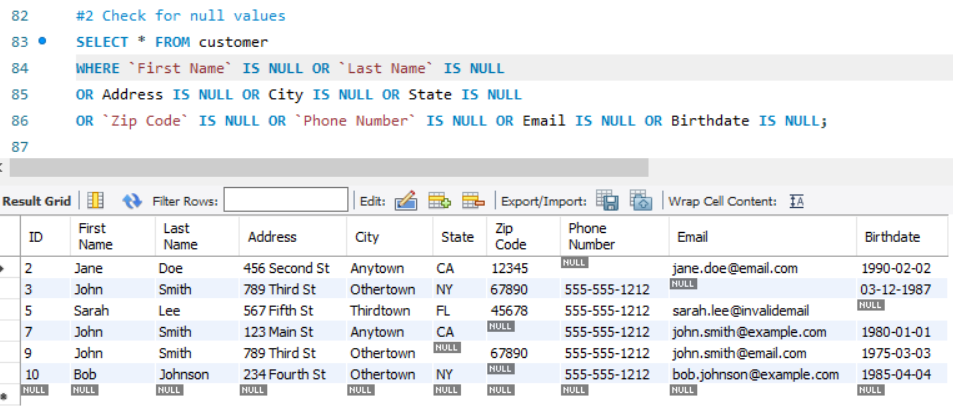 82 #2 Check for null values
83 SELECT * FROM customer
84 WHERE `First Name` IS NULL OR `Last Name` IS NULL
85 OR Address IS NULL OR City IS NULL OR State IS NULL
86 OR `Zip Code` IS NULL OR `Phone Number` IS NULL OR Email IS NULL OR Birthdate IS NULL;
87
Result Grid Filter Rows: Edit: Export/Import: Wrap Cell Content: IA
ID First Name Last Name Address City State Zip Code Phone Number Email Birthdate
2 Jane Doe 456 Second St Anytown CA 12345 NULL jane.doe@email.com 1990-02-02
3 John Smith 789 Third St Othertown NY 67890 555-555-1212 NULL 03-12-1987
5 Sarah Lee 567 Fifth St Thirdtown FL 45678 555-555-1212 sarah.lee@invalidemail NULL
7 John Smith 123 Main St Anytown CA NULL 555-555-1212 john.smith@example.com 1980-01-01
9 John Smith 789 Third St Othertown NULL 67890 555-555-1212 john.smith@email.com 1975-03-03
10 Bob Johnson 234 Fourth St Othertown NY NULL 555-555-1212 bob.johnson@example.com 1985-04-04
NULL NULL NULL NULL NULL NULL NULL NULL NULL NULL